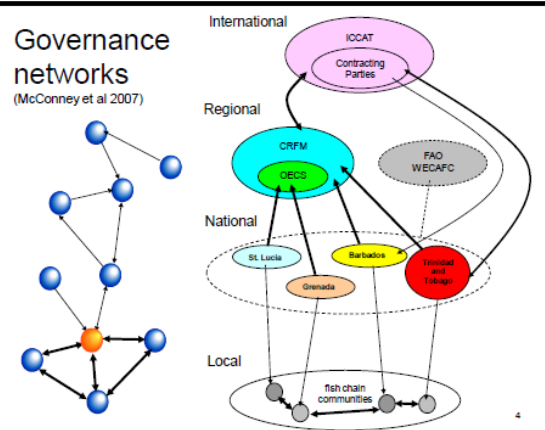 Governance
networks
(McConney et al 2007)
International
ICCAT
Contracting
Parties
Regional
CRFM
OECS
FAO
WECAFC
National
St. Lucia
Barbados
Trinidad
and
Tobago
Grenada
Local
fish chain
communities
4